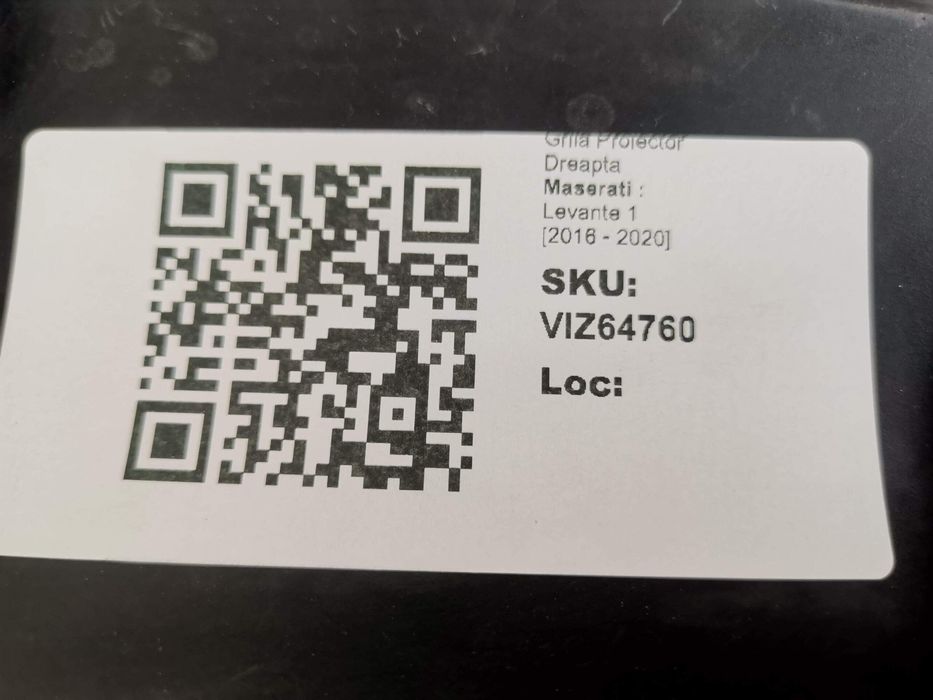 Grila Proiector
Dreapta
Maserati :
Levante 1
[2016 - 2020]
SKU:
VIZ64760
Loc: